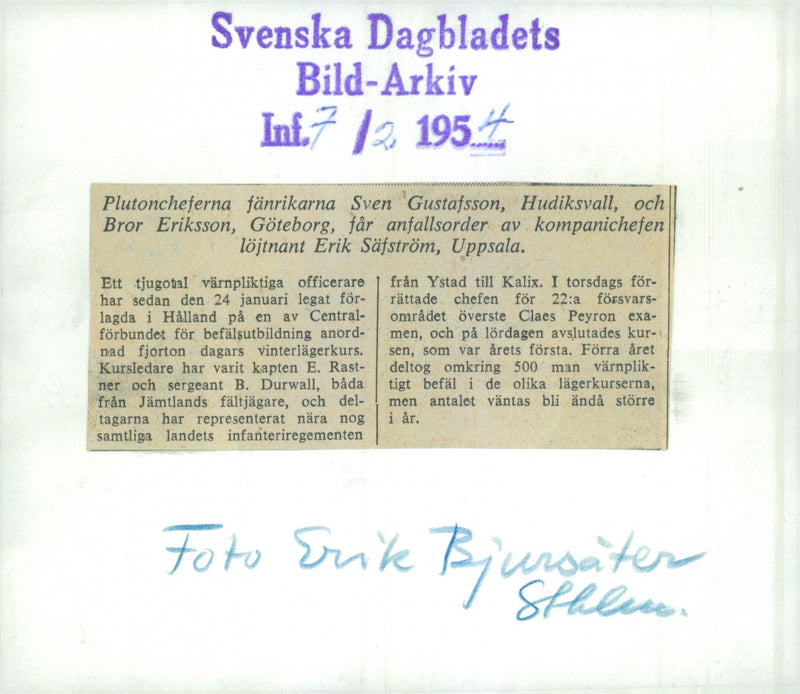 Svenska Dagbladets
Bild-Arkiv
Inf. 7/2. 1954
Plutoncheferna fänrikarna Sven Gustafsson, Hudiksvall, och
Bror Eriksson, Göteborg, får anfallsorder av kompanichefen
löjtnant Erik Säfström, Uppsala.
Ett tjugotal värnpliktiga officerare
har sedan den 24 januari legat för-
lagda i Hålland på en av Central-
förbundet för befälsutbildning anord-
nad fjorton dagars vinterlägerkurs.
Kursledare har varit kapten E. Rast-
ner och sergeant B. Durwall, båda
från Jämtlands fältjägare, och del-
tagarna har representerat nära nog
samtliga landets infanteriregementen
från Ystad till Kalix. I torsdags för-
rättade chefen för 22:a försvars-
området överste Claes Peyron exa-
men, och på lördagen avslutades kur-
sen, som var årets första. Förra året
deltog omkring 500 man värnplik-
tigt befäl i de olika lägerkurserna,
men antalet väntas bli ändå större
i år.
Foto Erik Bjursäter
Sthlm.